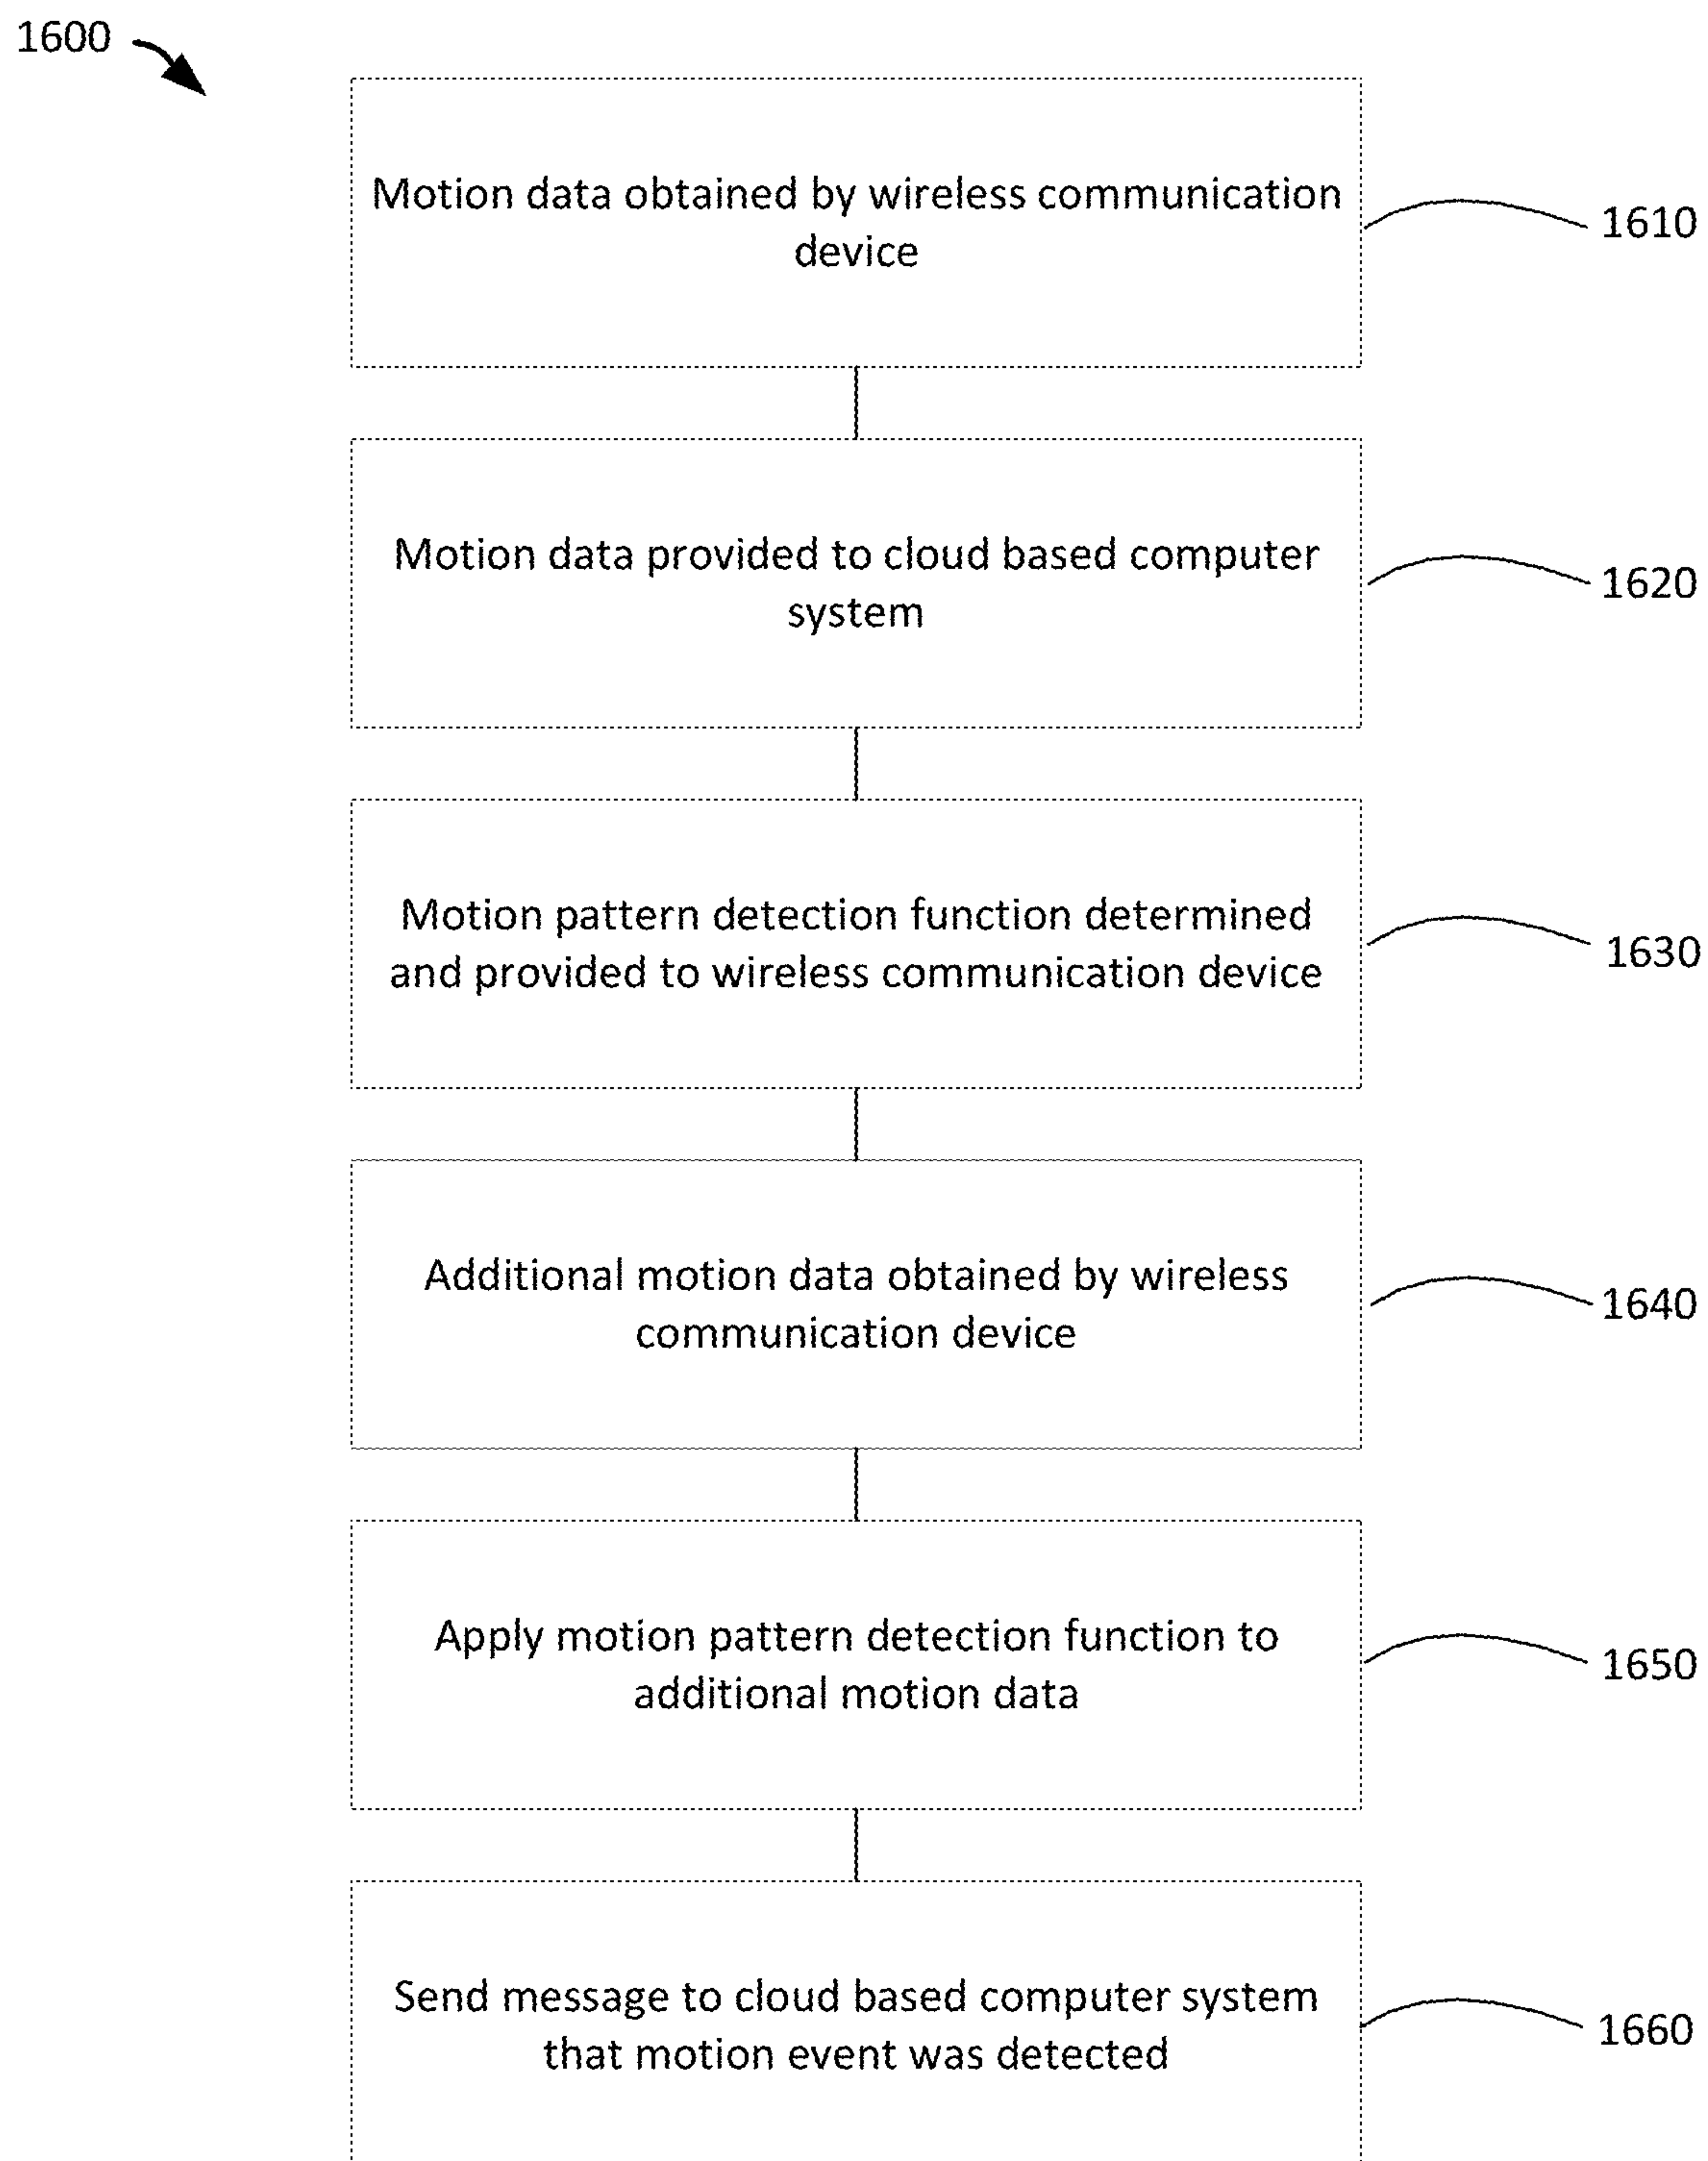 1600
Motion data obtained by wireless communication
device
1610
Motion data provided to cloud based computer
system
1620
Motion pattern detection function determined
and provided to wireless communication device
1630
Additional motion data obtained by wireless
communication device
1640
Apply motion pattern detection function to
additional motion data
1650
Send message to cloud based computer system
that motion event was detected
1660